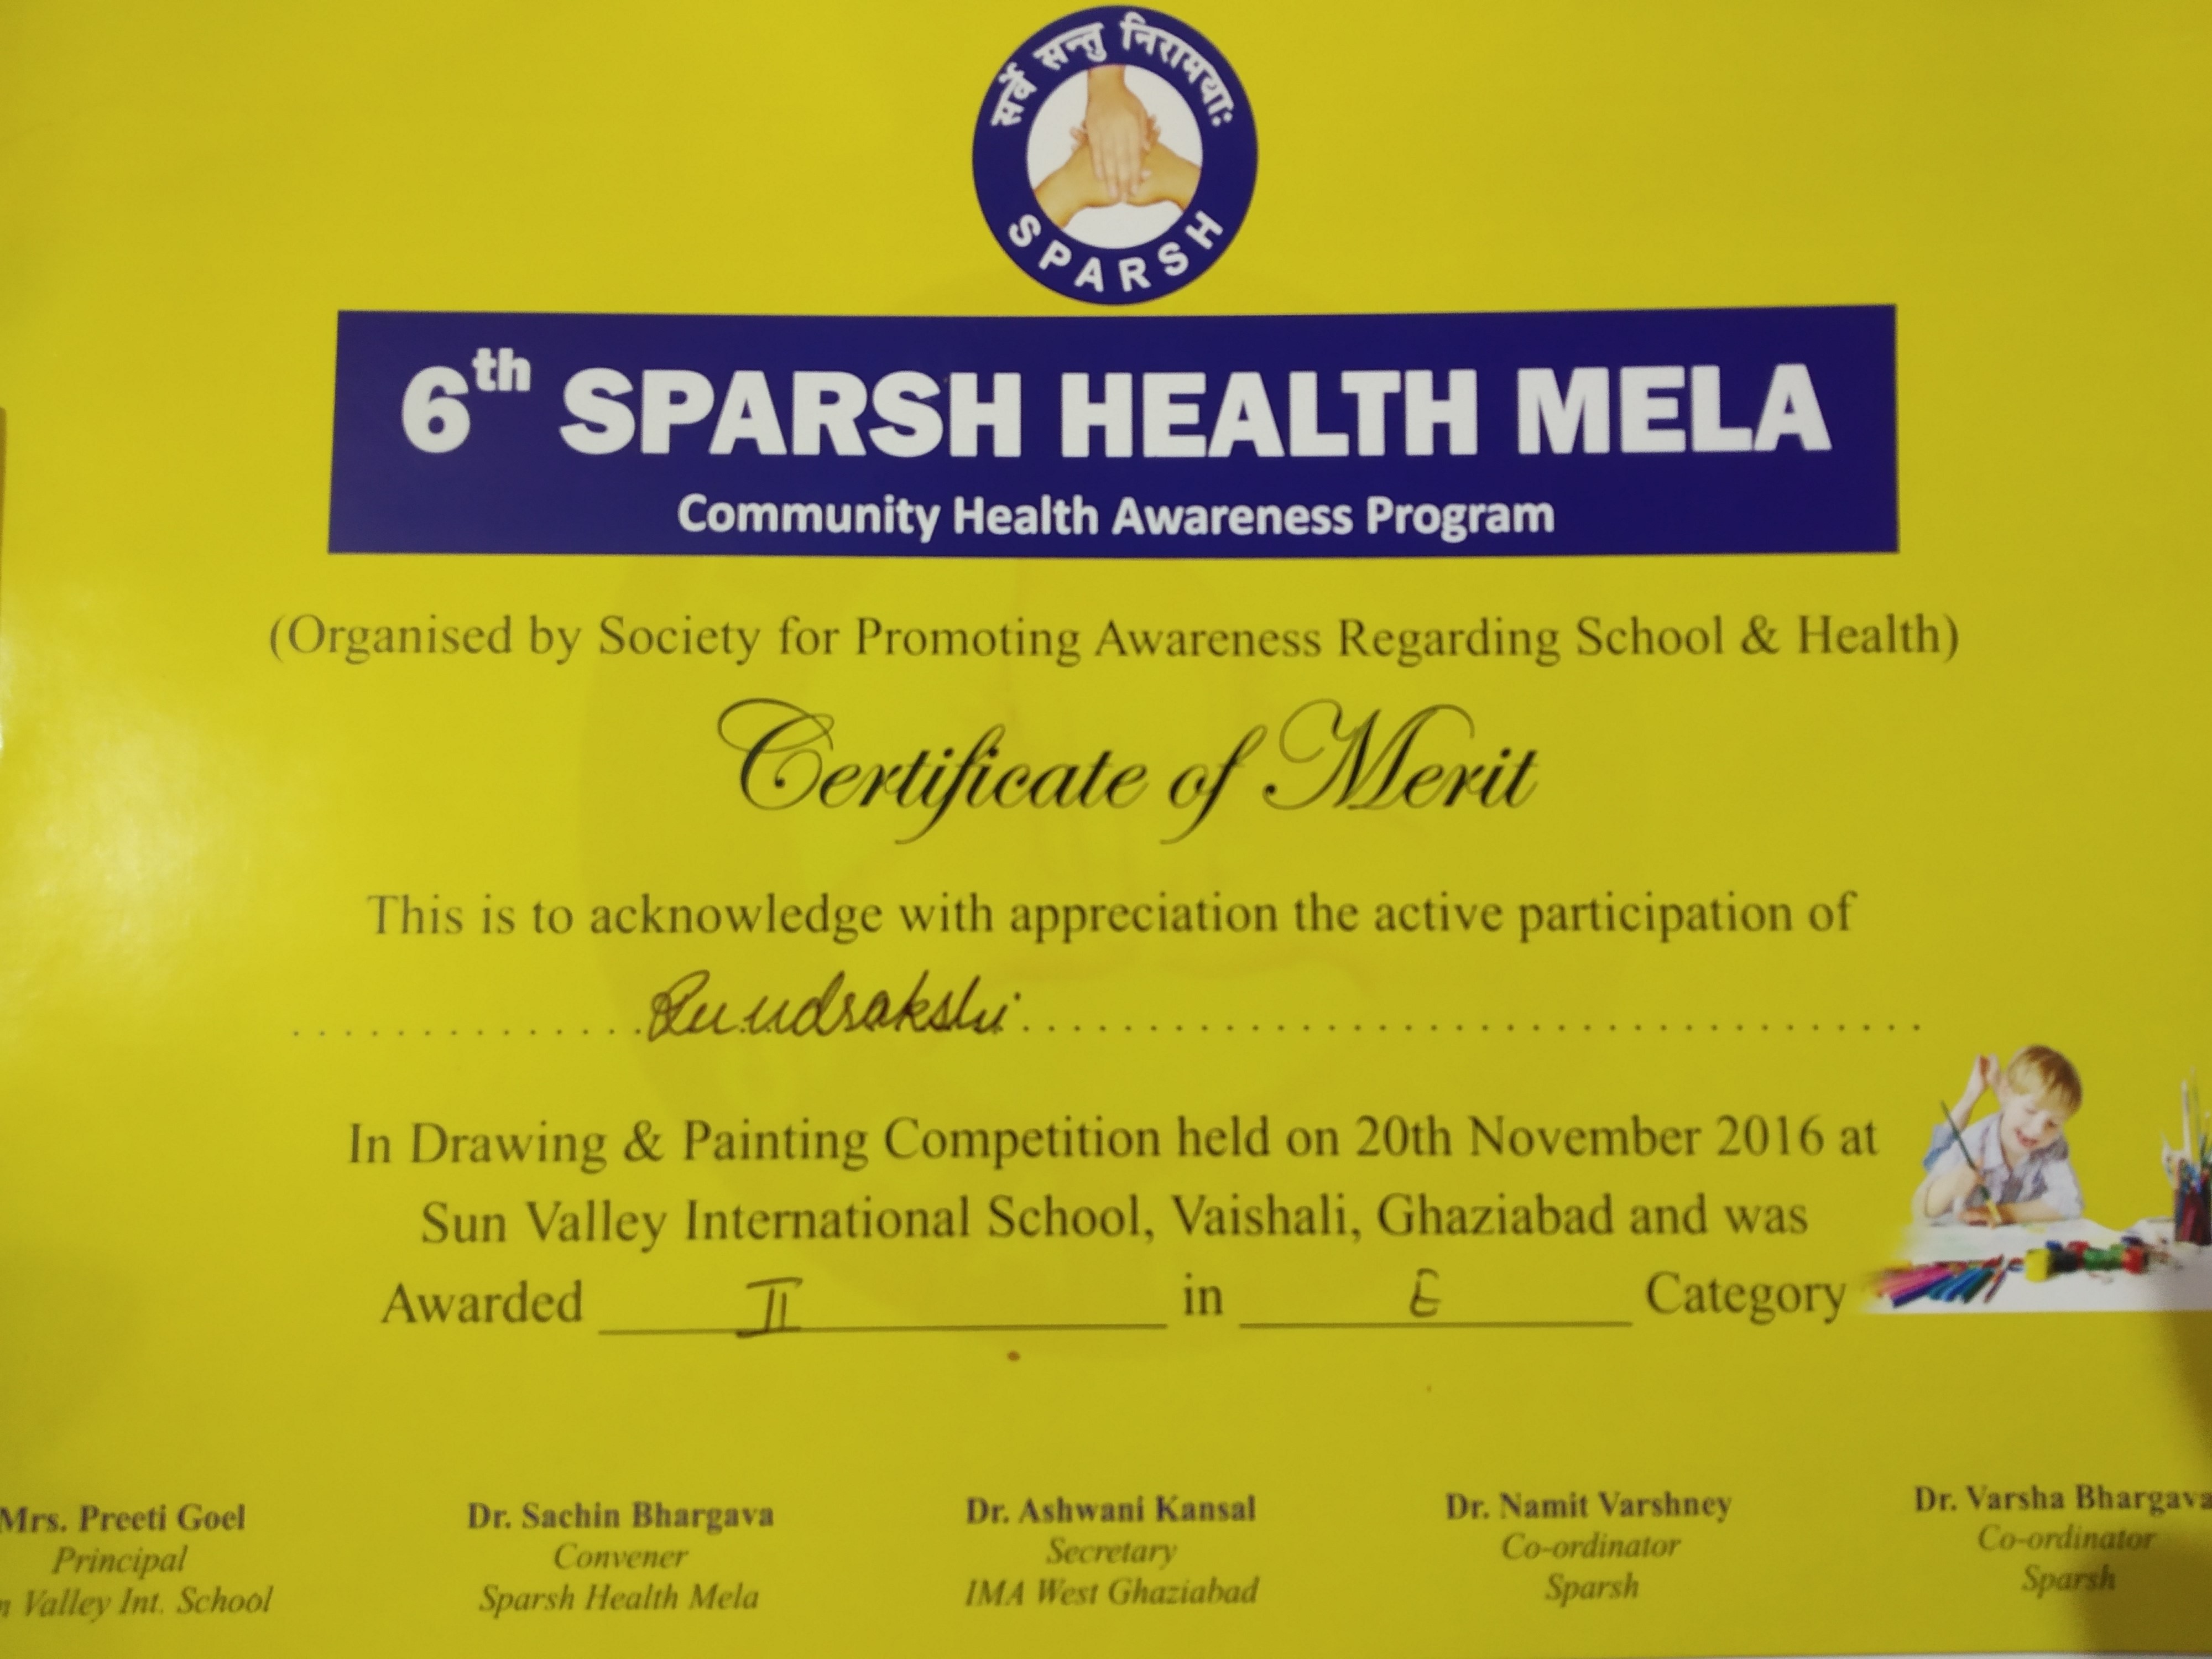 सर्वे सन्तु निरामयाः
SPARSH
6th SPARSH HEALTH MELA
Community Health Awareness Program
(Organised by Society for Promoting Awareness Regarding School & Health)
Certificate of Merit
This is to acknowledge with appreciation the active participation of
In Drawing & Painting Competition held on 20th November 2016 at
Sun Valley International School, Vaishali, Ghaziabad and was
Awarded II in E Category
Mrs. Preeti Goel Dr. Sachin Bhargava Dr. Ashwani Kansal Dr. Namit Varshney Dr. Varsha Bhargava
Principal Convener Secretary Co-ordinator Co-ordinator
n Valley Int. School Sparsh Health Mela IMA West Ghaziabad Sparsh Sparsh